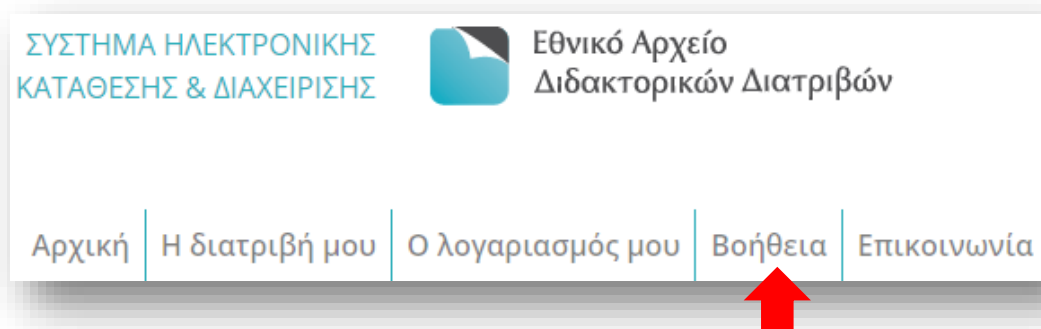 ΣΥΣΤΗΜΑ ΗΛΕΚΤΡΟΝΙΚΗΣ
ΚΑΤΑΘΕΣΗΣ & ΔΙΑΧΕΙΡΙΣΗΣ
Εθνικό Αρχείο
Διδακτορικών Διατριβών
Αρχική Η διατριβή μου Ο λογαριασμός μου Βοήθεια Επικοινωνία